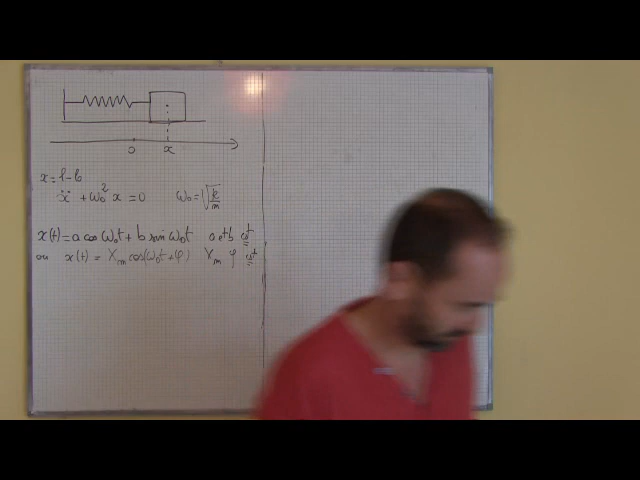 0 x
x = l - l₀
ẍ + ω₀² x = 0 ω₀ = √(k/m)
x(t) = a cos ω₀t + b sin ω₀t a et b cst
ou x(t) = Xm cos(ω₀t + φ) Xm φ cst